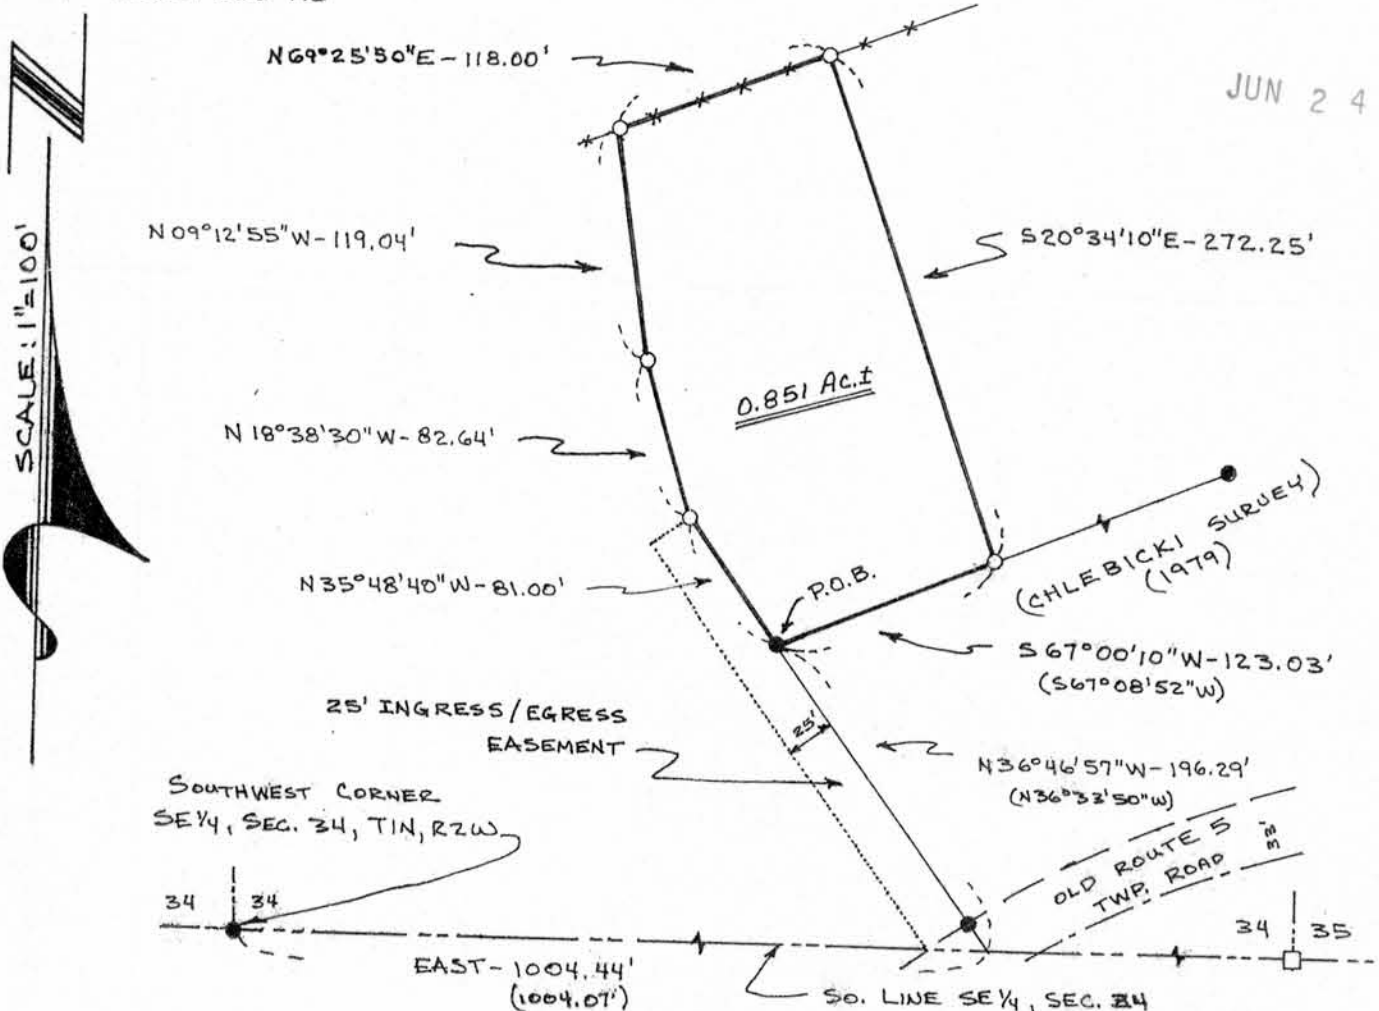 N69°25'50"E-118.00'
JUN 24
SCALE: 1"=100'
N09°12'55"W-119.04'
S20°34'10"E-272.25'
0.851 Ac.±
N18°38'30"W-82.64'
(CHLEBICKI SURVEY)
(1979)
N35°48'40"W-81.00'
P.O.B.
S67°00'10"W-123.03'
(S67°08'52"W)
25' INGRESS/EGRESS
EASEMENT
25'
N36°46'57"W-196.29'
(N36°33'50"W)
SOUTHWEST CORNER
SE¼, SEC. 34, T1N, R2W
OLD ROUTE 5
TWP. ROAD
33'
34 34
34 35
EAST-1004.44'
(1004.07')
SO. LINE SE¼, SEC. 34